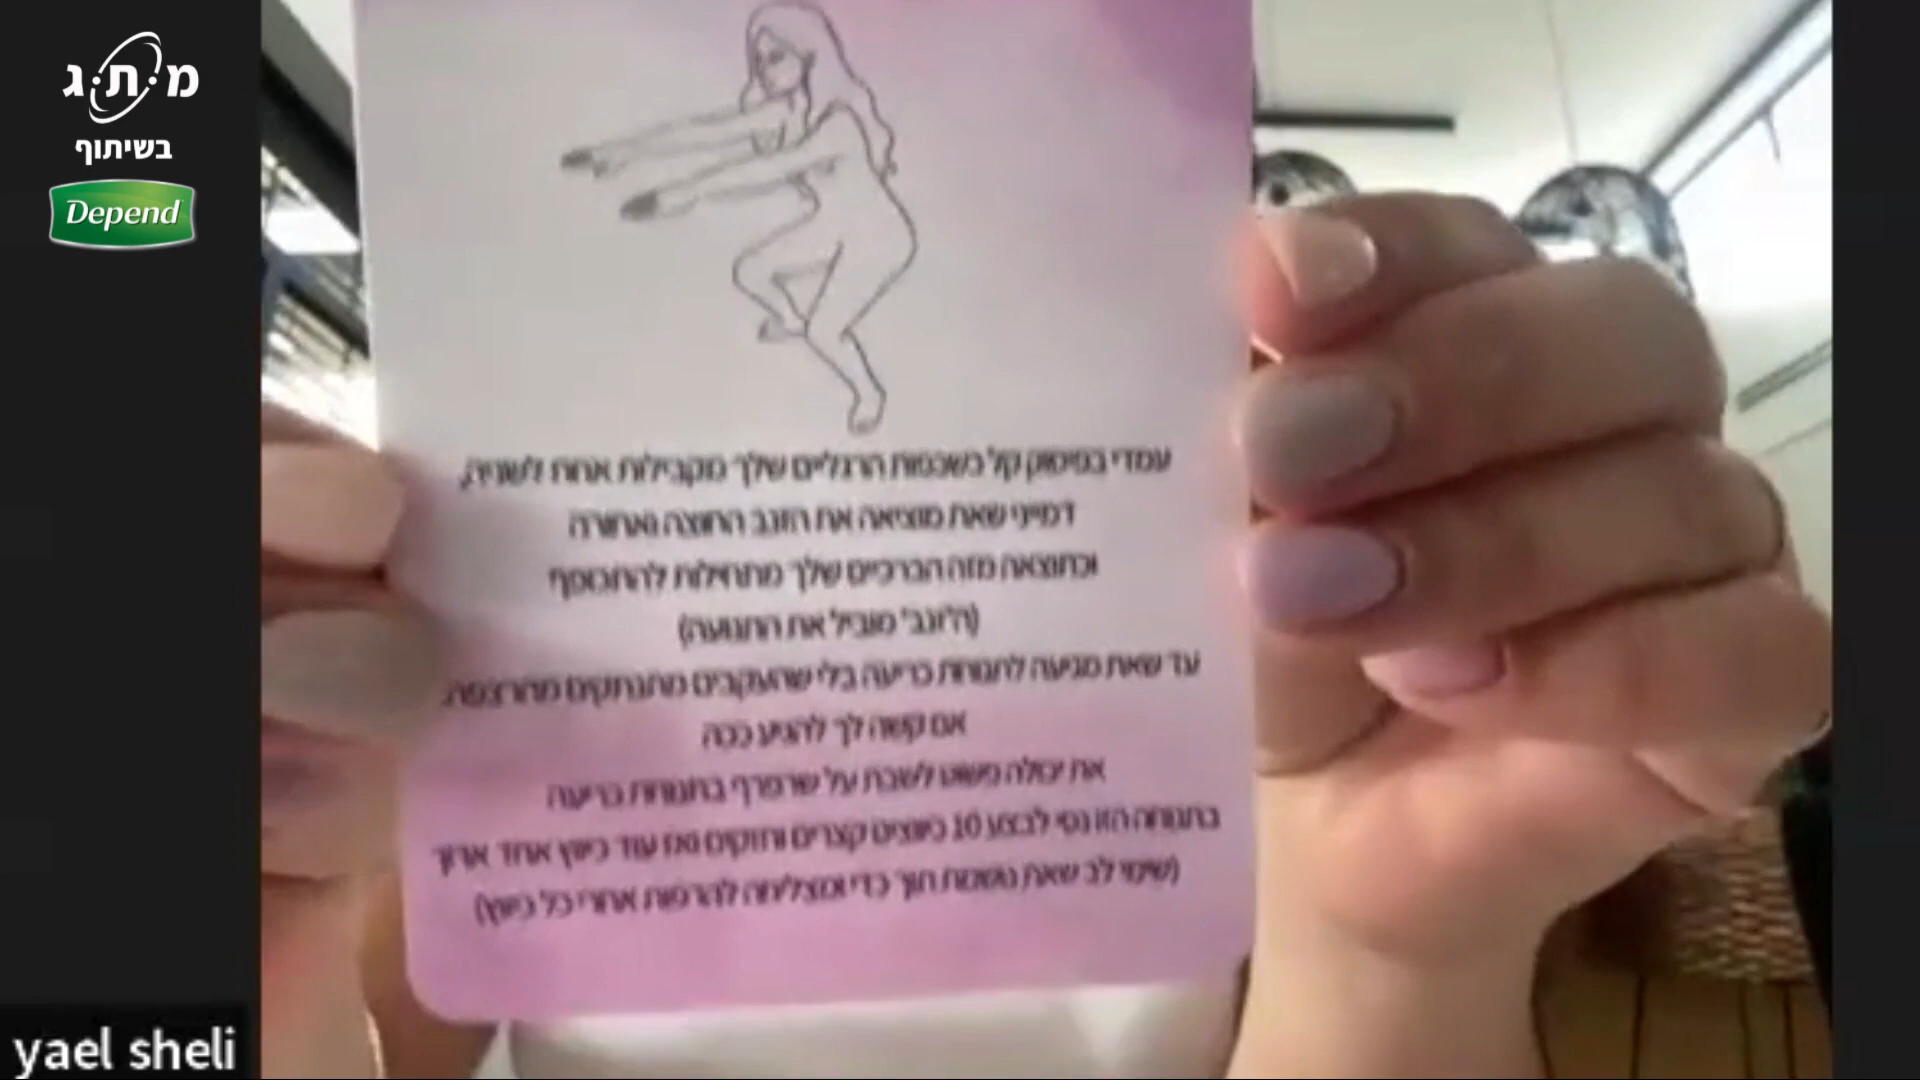 מ.ת.ג
בשיתוף
Depend
עמדי בפיסוק קל כשכפות הרגליים שלך מקבילות אחת לשניה,
דמייני שאת מוציאה את הזנב החוצה ואחורה
וכתוצאה מזה הברכיים שלך מתחילות להתכופף
(ה'זנב' מוביל את התנועה)
עד שאת מגיעה לתנוחת כריעה בלי שהעקבים מתנתקים מהרצפה.
אם קשה לך להגיע ככה
את יכולה פשוט לשבת על שרפרף בתנוחת כריעה
בתנוחה הזו נסי לבצע 10 כיווצים קצרים וחזקים ואז עוד כיווץ אחד ארוך
(שימי לב שאת נושמת תוך כדי ומצליחה להרפות אחרי כל כיווץ)
yael sheli